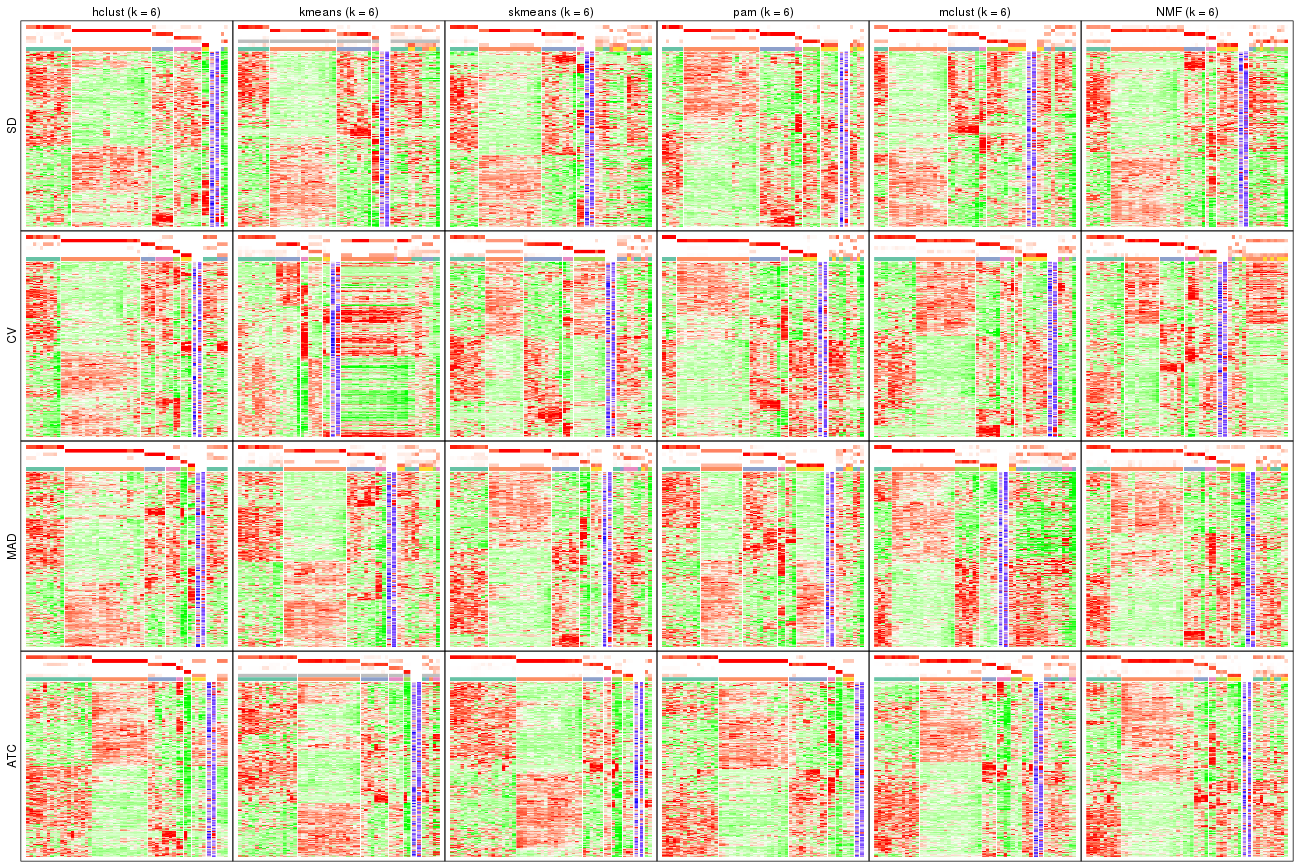 hclust (k = 6)
kmeans (k = 6)
skmeans (k = 6)
pam (k = 6)
mclust (k = 6)
NMF (k = 6)
SD
CV
MAD
ATC